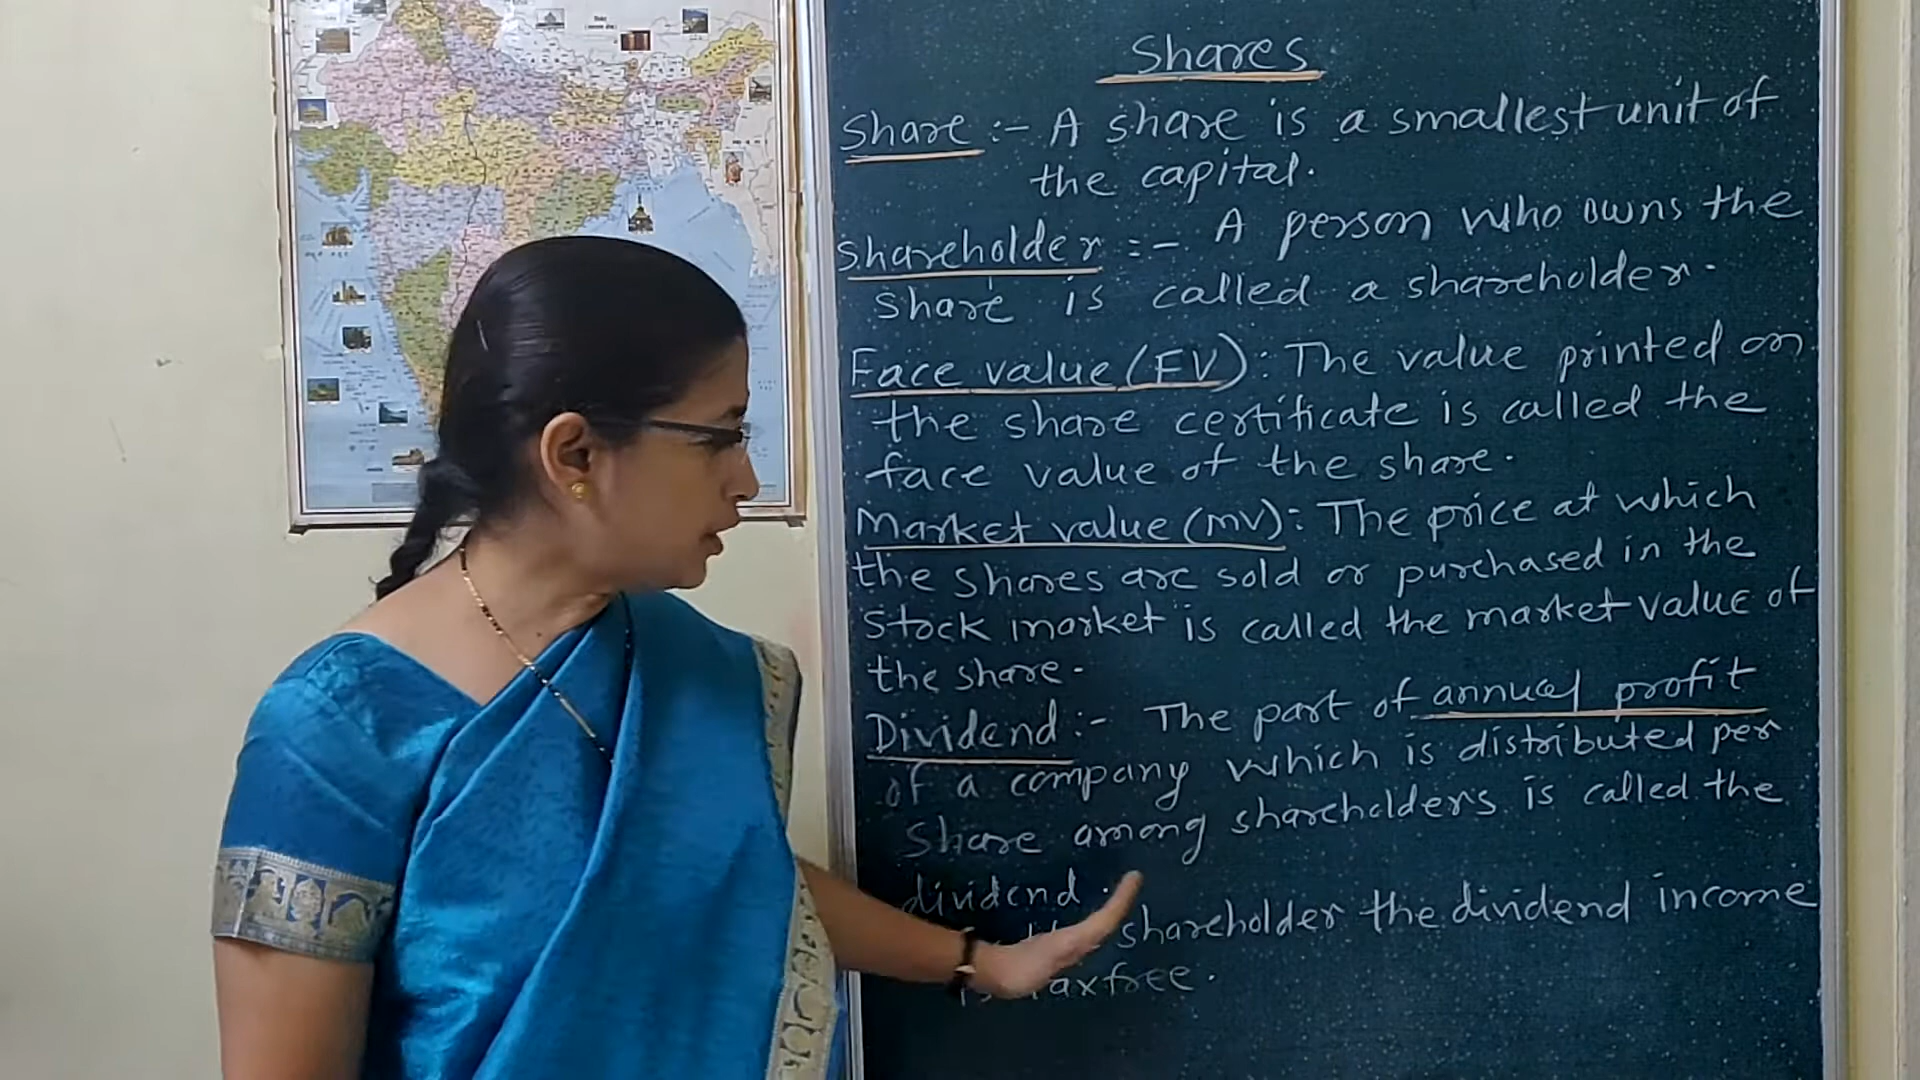 Shares
Share :- A share is a smallest unit of
the capital.
Shareholder :- A person who owns the
share is called a shareholder.
Face value (FV) : The value printed on
the share certificate is called the
face value of the share.
Market value (MV) : The price at which
the shares are sold or purchased in the
stock market is called the market value of
the share.
Dividend :- The part of annual profit
of a company which is distributed per
share among shareholders is called the
dividend.
shareholder the dividend income
is taxfree.